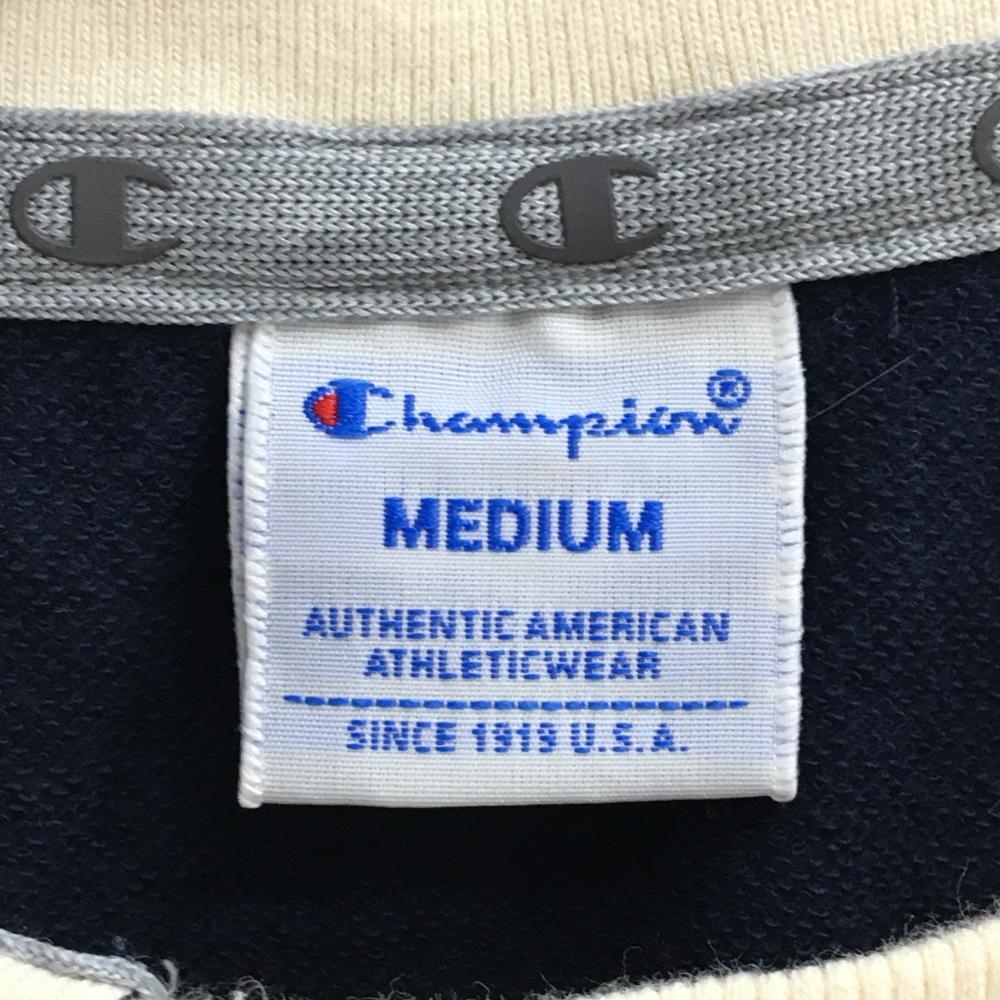 Champion®
MEDIUM
AUTHENTIC AMERICAN
ATHLETICWEAR
SINCE 1919 U.S.A.